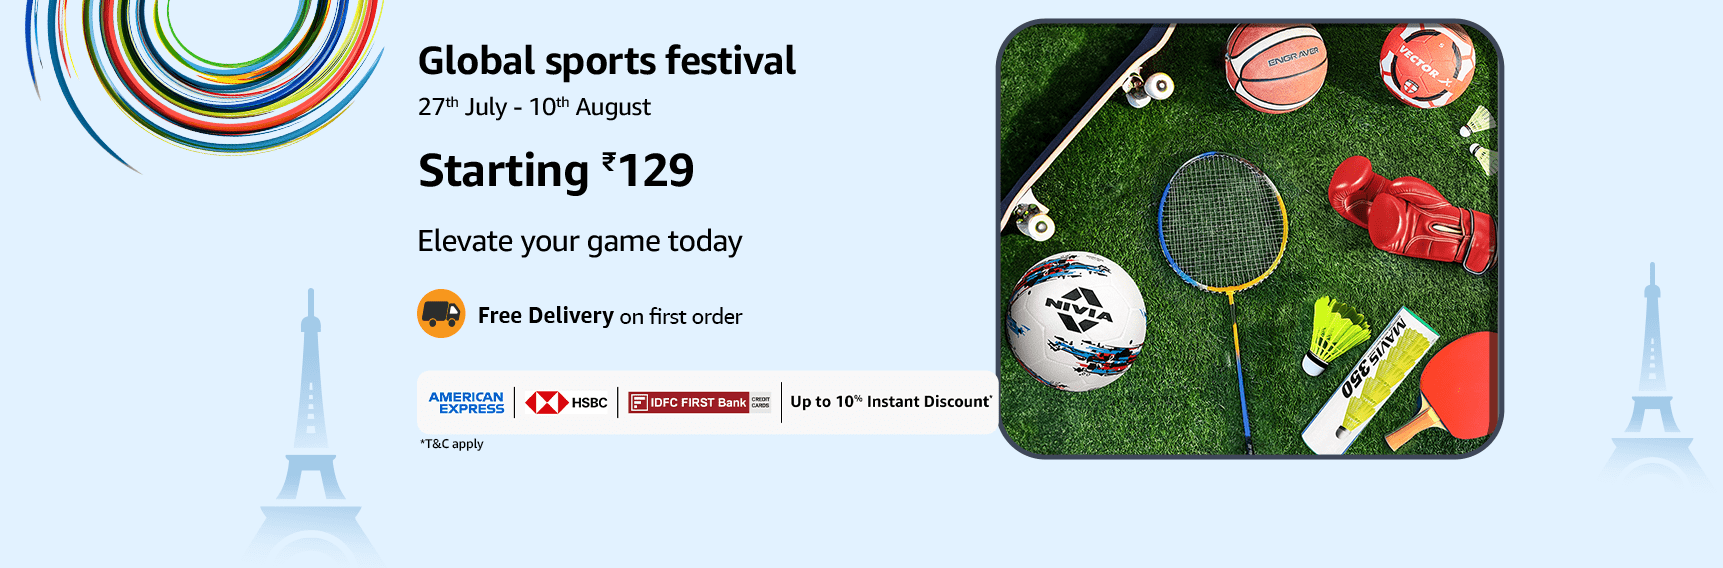 Global sports festival
27th July - 10th August
Starting ₹129
Elevate your game today
Free Delivery on first order
AMERICAN
EXPRESS
HSBC
IDFC FIRST Bank
CREDIT
CARDS
Up to 10% Instant Discount*
*T&C apply
ENGRAVER
VECTOR X
NIVIA
MAVIS 350